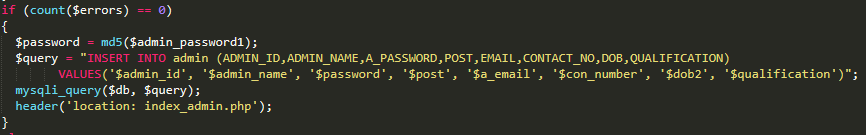 if (count($errors) == 0)
{
$password = md5($admin_password1);
$query = "INSERT INTO admin (ADMIN_ID,ADMIN_NAME,A_PASSWORD,POST,EMAIL,CONTACT_NO,DOB,QUALIFICATION)
VALUES('$admin_id', '$admin_name', '$password', '$post', '$a_email', '$con_number', '$dob2', '$qualification')";
mysqli_query($db, $query);
header('location: index_admin.php');
}